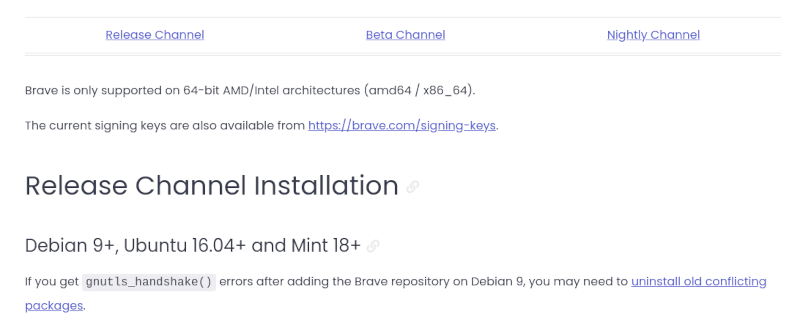 Release Channel Beta Channel Nightly Channel
Brave is only supported on 64-bit AMD/Intel architectures (amd64 / x86_64).
The current signing keys are also available from https://brave.com/signing-keys.
Release Channel Installation
Debian 9+, Ubuntu 16.04+ and Mint 18+
If you get gnutls_handshake() errors after adding the Brave repository on Debian 9, you may need to uninstall old conflicting
packages.